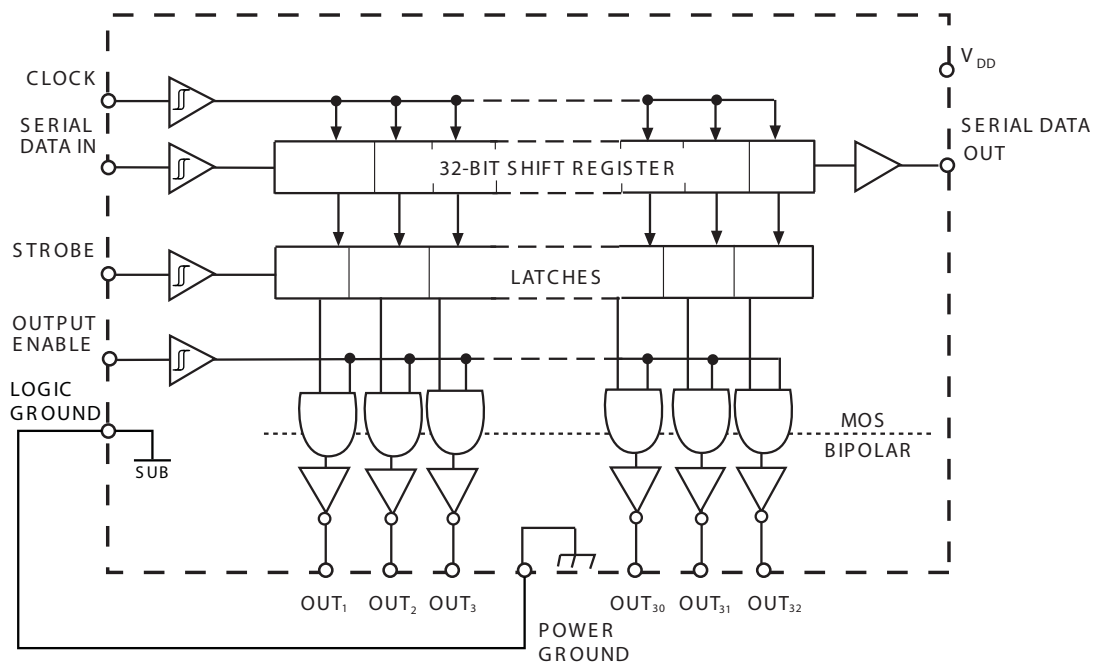 CLOCK
V DD
SERIAL
DATA IN
SERIAL DATA
OUT
32-BIT SHIFT REGISTER
STROBE
LATCHES
OUTPUT
ENABLE
LOGIC
GROUND
MOS
BIPOLAR
SUB
OUT1 OUT2 OUT3 OUT30 OUT31 OUT32
POWER
GROUND